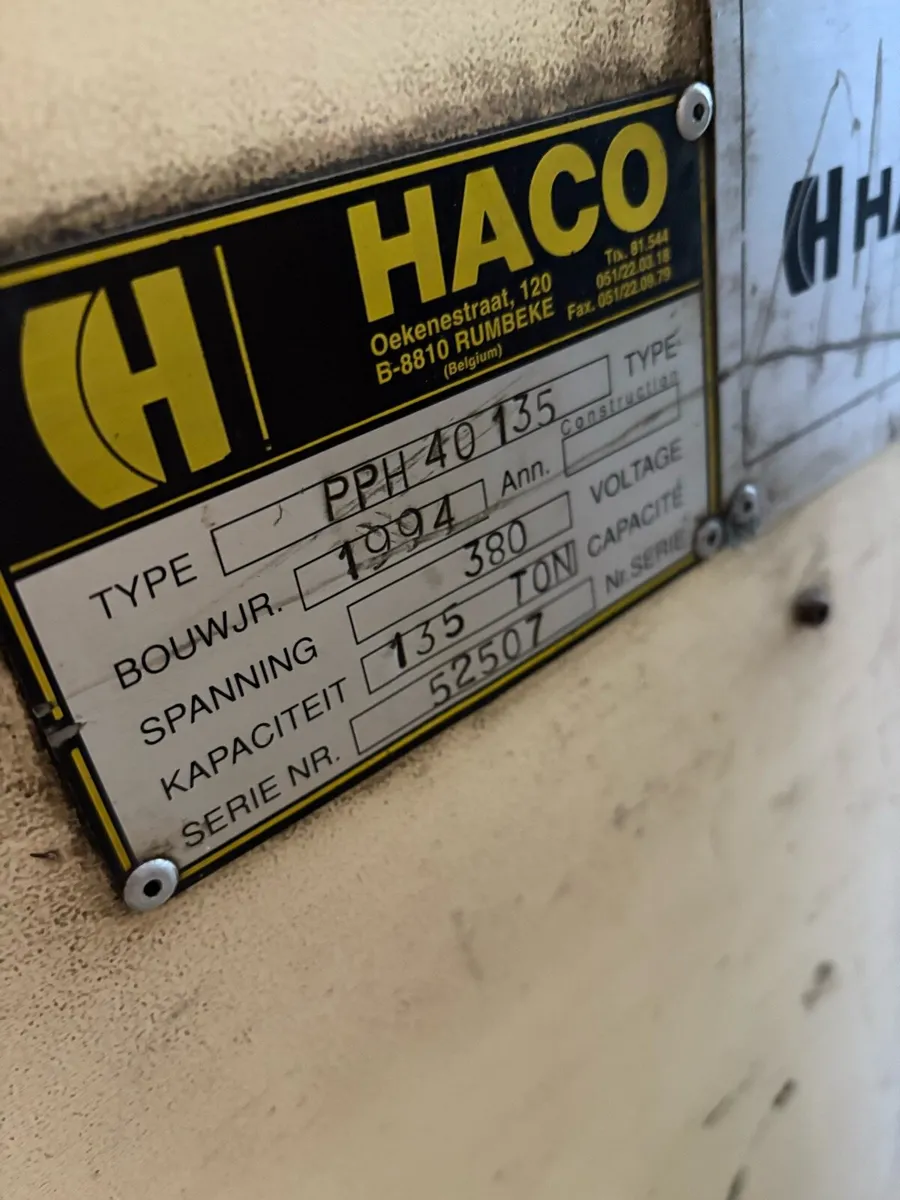 HACO
Oekenestraat, 120
B-8810 RUMBEKE
(Belgium)
Tlx. 81.544
051/22.03.18
Fax. 051/22.09.79
TYPE PPH 40 135 TYPE
BOUWJR. 1994 Ann. Construction
SPANNING 380 VOLTAGE
KAPACITEIT 135 TON CAPACITÉ
SERIE NR. 52507 Nr. SERIE
H